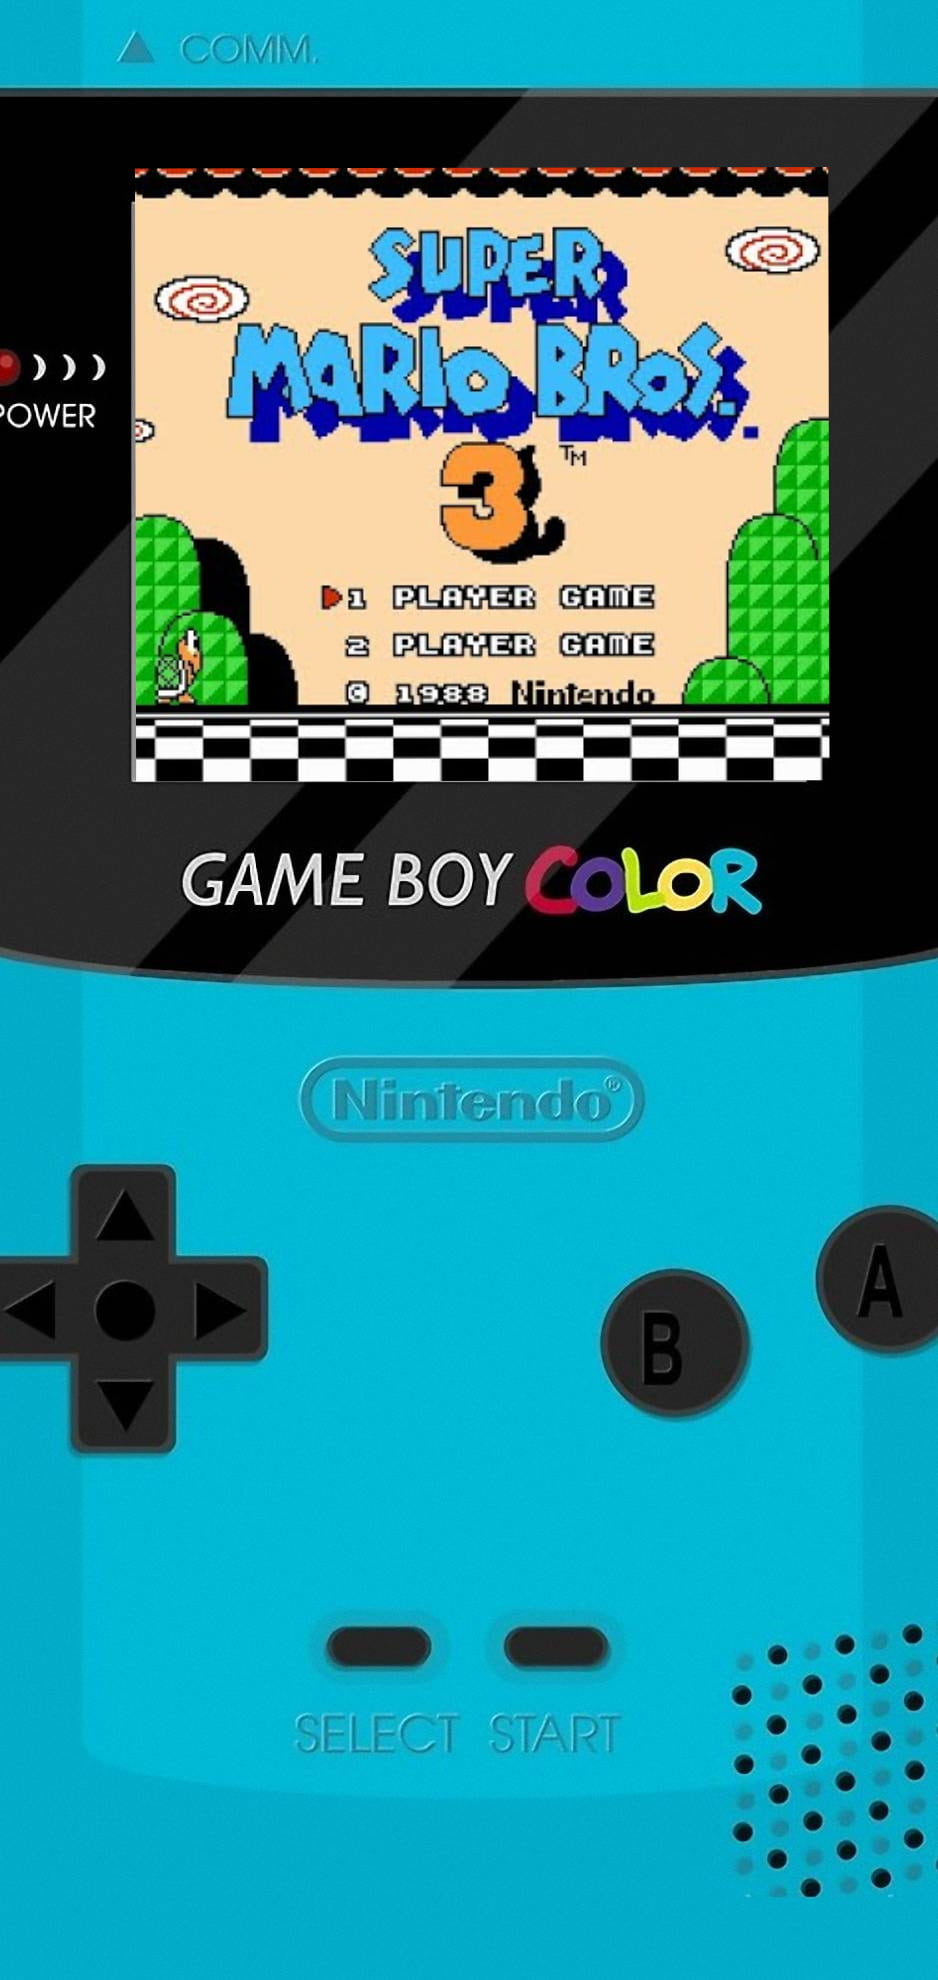 COMM.
SUPER
MARIO BROS.
3 TM
POWER
1 PLAYER GAME
2 PLAYER GAME
© 1988 Nintendo
GAME BOY COLOR
Nintendo®
A
B
SELECT START